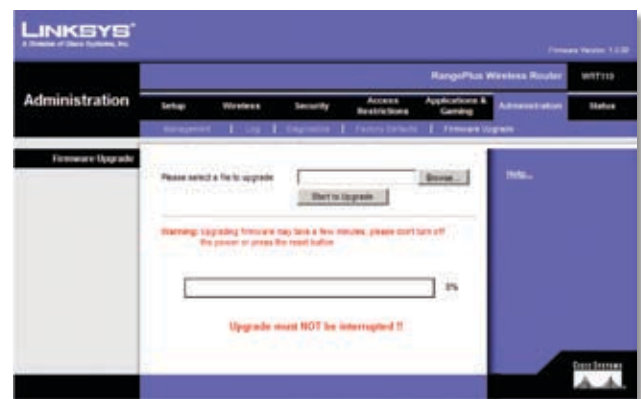 LINKSYS®
A Division of Cisco Systems, Inc.
Firmware Version: 1.0.00
RangePlus Wireless Router WRT110
Administration
Setup Wireless Security Access Restrictions Applications & Gaming Administration Status
Management | Log | Diagnostics | Factory Defaults | Firmware Upgrade
Firmware Upgrade
Please select a file to upgrade: Browse...
Start to Upgrade
Help...
Warning: Upgrading firmware may take a few minutes, please don't turn off
the power or press the reset button
0%
Upgrade must NOT be interrupted !!
CISCO SYSTEMS